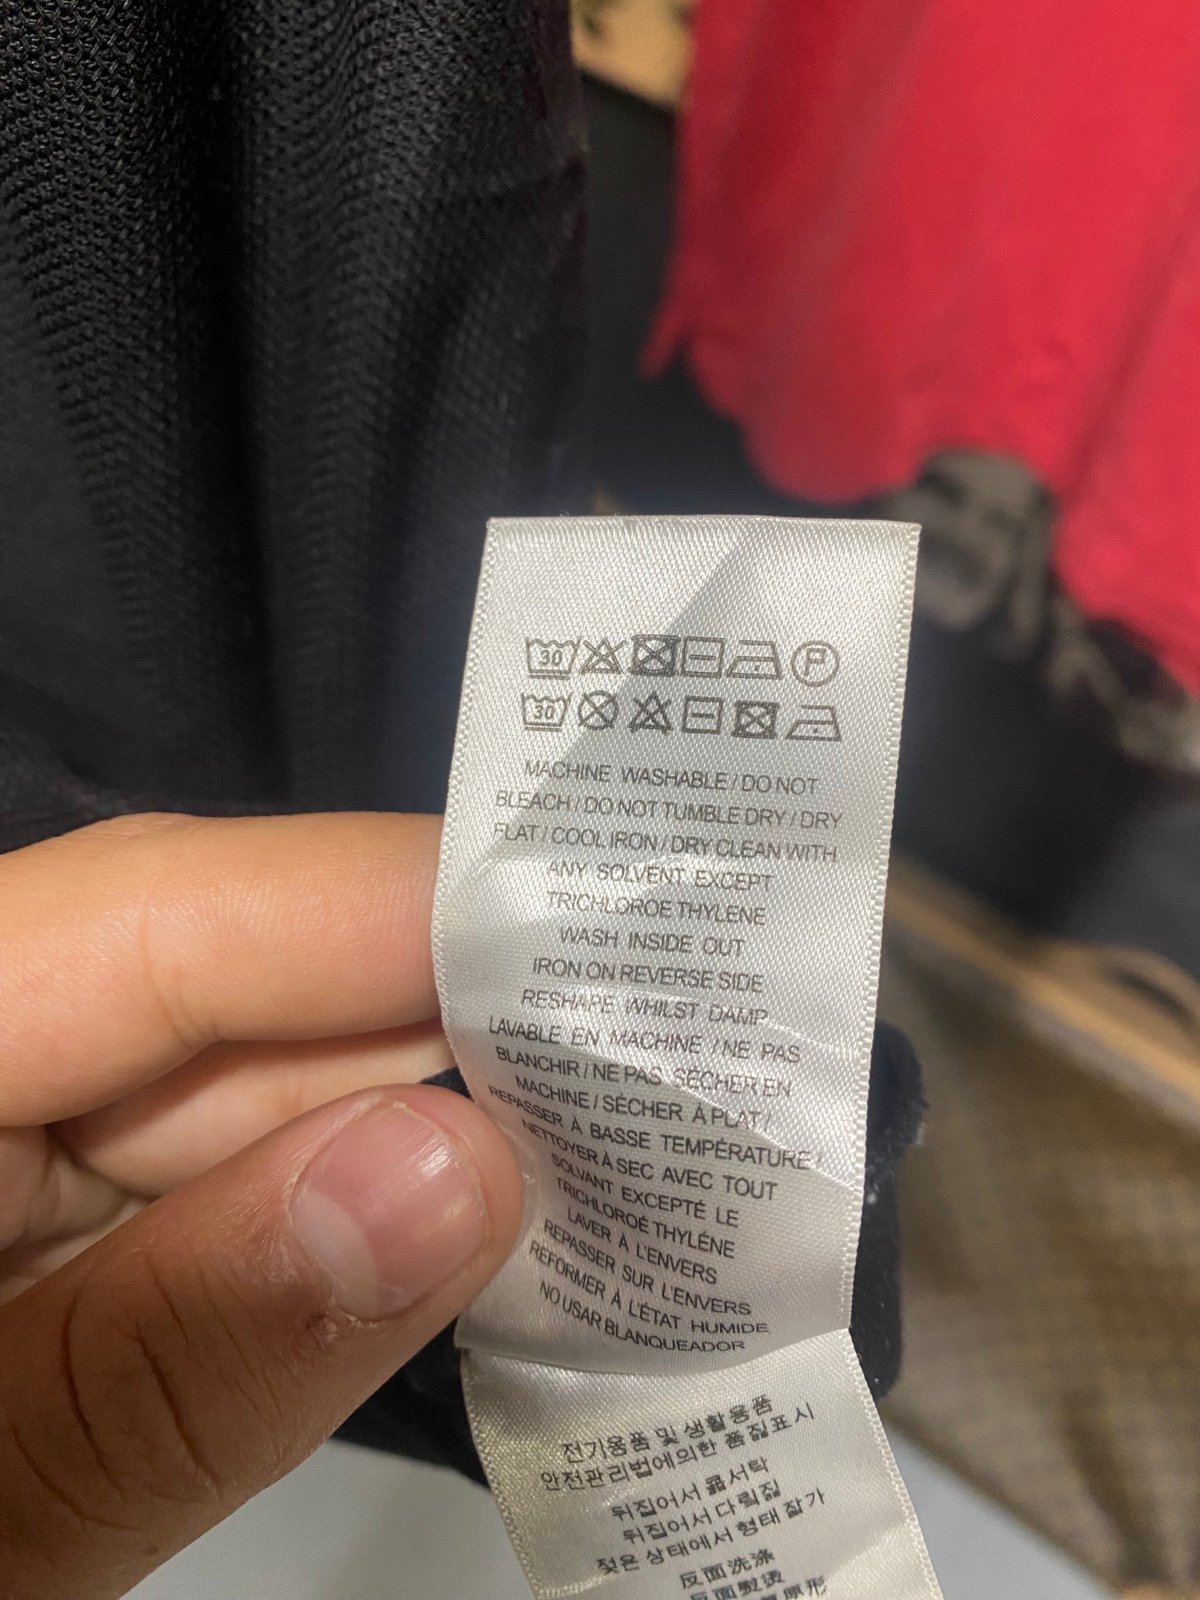 30 P
30
MACHINE WASHABLE / DO NOT
BLEACH / DO NOT TUMBLE DRY / DRY
FLAT / COOL IRON / DRY CLEAN WITH
ANY SOLVENT EXCEPT
TRICHLOROETHYLENE
WASH INSIDE OUT
IRON ON REVERSE SIDE
RESHAPE WHILST DAMP
LAVABLE EN MACHINE / NE PAS
BLANCHIR / NE PAS SÉCHER EN
MACHINE / SÉCHER À PLAT /
REPASSER À BASSE TEMPÉRATURE /
NETTOYER À SEC AVEC TOUT
SOLVANT EXCEPTÉ LE
TRICHLOROÉTHYLÉNE
LAVER À L'ENVERS
REPASSER SUR L'ENVERS
REFORMER À L'ÉTAT HUMIDE
NO USAR BLANQUEADOR
전기용품 및 생활용품
안전관리법에의한 품질표시
뒤집어서 세탁
뒤집어서 다림질
젖은 상태에서 형태 잡기
反面洗涤
反面熨烫
原形